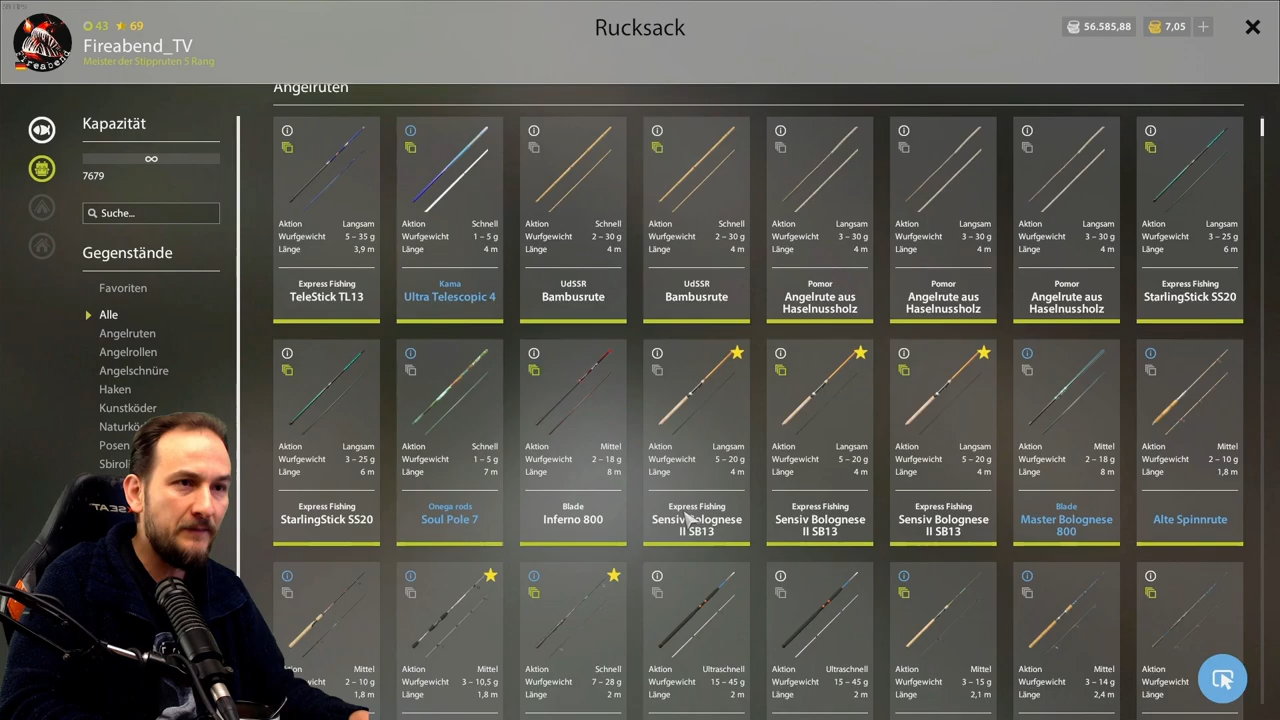 43 69
Fireabend_TV
Meister der Stippruten 5 Rang
Rucksack
56.585,88
7,05
Fireabend
Kapazität
∞
7679
Suche...
Gegenstände
Favoriten
Alle
Angelruten
Angelrollen
Angelschnüre
Haken
Kunstköder
Naturkö
Posen
Sbiroli
Angelruten
Aktion Langsam
Wurfgewicht 5 – 35 g
Länge 3,9 m
Express Fishing
TeleStick TL13
Aktion Schnell
Wurfgewicht 1 – 5 g
Länge 4 m
Kama
Ultra Telescopic 4
Aktion Schnell
Wurfgewicht 2 – 30 g
Länge 4 m
UdSSR
Bambusrute
Aktion Schnell
Wurfgewicht 2 – 30 g
Länge 4 m
UdSSR
Bambusrute
Aktion Langsam
Wurfgewicht 3 – 30 g
Länge 4 m
Pomor
Angelrute aus
Haselnussholz
Aktion Langsam
Wurfgewicht 3 – 30 g
Länge 4 m
Pomor
Angelrute aus
Haselnussholz
Aktion Langsam
Wurfgewicht 3 – 30 g
Länge 4 m
Pomor
Angelrute aus
Haselnussholz
Aktion Langsam
Wurfgewicht 3 – 25 g
Länge 6 m
Express Fishing
StarlingStick SS20
Aktion Langsam
Wurfgewicht 3 – 25 g
Länge 6 m
Express Fishing
StarlingStick SS20
Aktion Schnell
Wurfgewicht 1 – 5 g
Länge 7 m
Onega rods
Soul Pole 7
Aktion Mittel
Wurfgewicht 2 – 18 g
Länge 8 m
Blade
Inferno 800
Aktion Langsam
Wurfgewicht 5 – 20 g
Länge 4 m
Express Fishing
Sensiv Bolognese
II SB13
Aktion Langsam
Wurfgewicht 5 – 20 g
Länge 4 m
Express Fishing
Sensiv Bolognese
II SB13
Aktion Langsam
Wurfgewicht 5 – 20 g
Länge 4 m
Express Fishing
Sensiv Bolognese
II SB13
Aktion Mittel
Wurfgewicht 2 – 18 g
Länge 8 m
Blade
Master Bolognese
800
Aktion Mittel
Wurfgewicht 2 – 10 g
Länge 1,8 m
Alte Spinnrute
Mittel
2 – 10 g
1,8 m
Aktion Mittel
Wurfgewicht 3 – 10,5 g
Länge 1,8 m
Aktion Schnell
Wurfgewicht 7 – 28 g
Länge 2 m
Aktion Ultraschnell
Wurfgewicht 15 – 45 g
Länge 2 m
Aktion Ultraschnell
Wurfgewicht 15 – 45 g
Länge 2 m
Aktion Mittel
Wurfgewicht 3 – 15 g
Länge 2,1 m
Aktion Mittel
Wurfgewicht 3 – 14 g
Länge 2,4 m
Aktion Mittel
Wurfgewicht
Länge